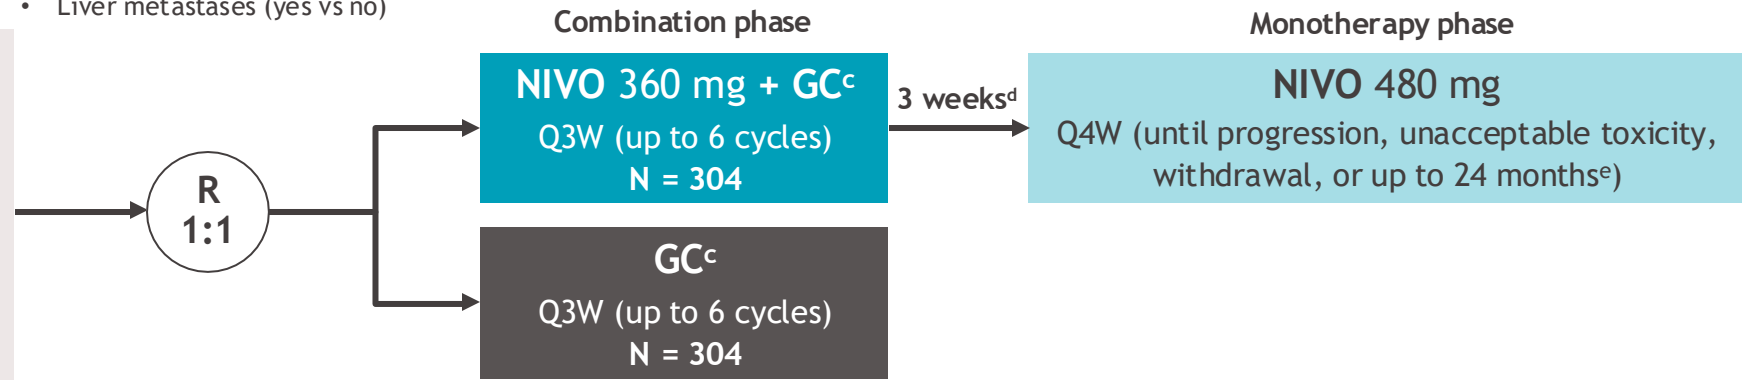 • Liver metastases (yes vs no)
Combination phase
Monotherapy phase
NIVO 360 mg + GCᶜ
Q3W (up to 6 cycles)
N = 304
3 weeksᵈ
NIVO 480 mg
Q4W (until progression, unacceptable toxicity,
withdrawal, or up to 24 monthsᵉ)
R
1:1
GCᶜ
Q3W (up to 6 cycles)
N = 304